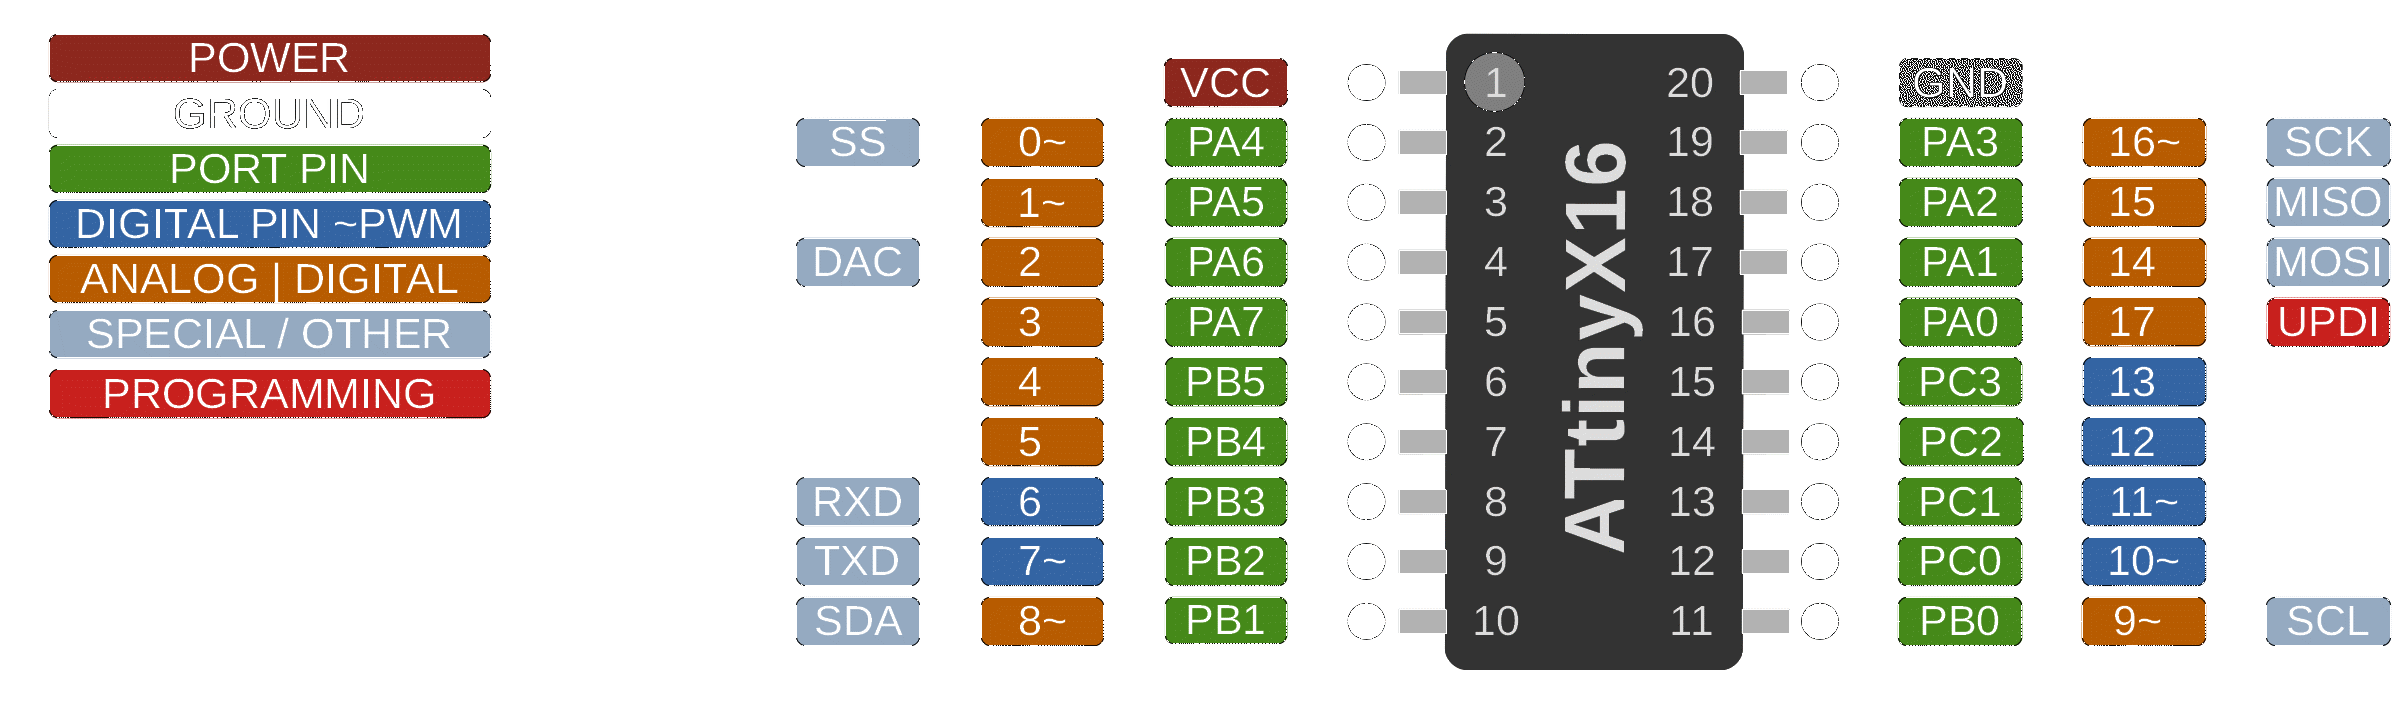 POWER
GROUND
PORT PIN
DIGITAL PIN ~PWM
ANALOG | DIGITAL
SPECIAL / OTHER
PROGRAMMING
VCC 1 20 GND
SS 0~ PA4 2 19 PA3 16~ SCK
1~ PA5 3 18 PA2 15 MISO
DAC 2 PA6 4 17 PA1 14 MOSI
3 PA7 5 16 PA0 17 UPDI
4 PB5 6 15 PC3 13
5 PB4 7 14 PC2 12
RXD 6 PB3 8 13 PC1 11~
TXD 7~ PB2 9 12 PC0 10~
SDA 8~ PB1 10 11 PB0 9~ SCL
ATtinyX16